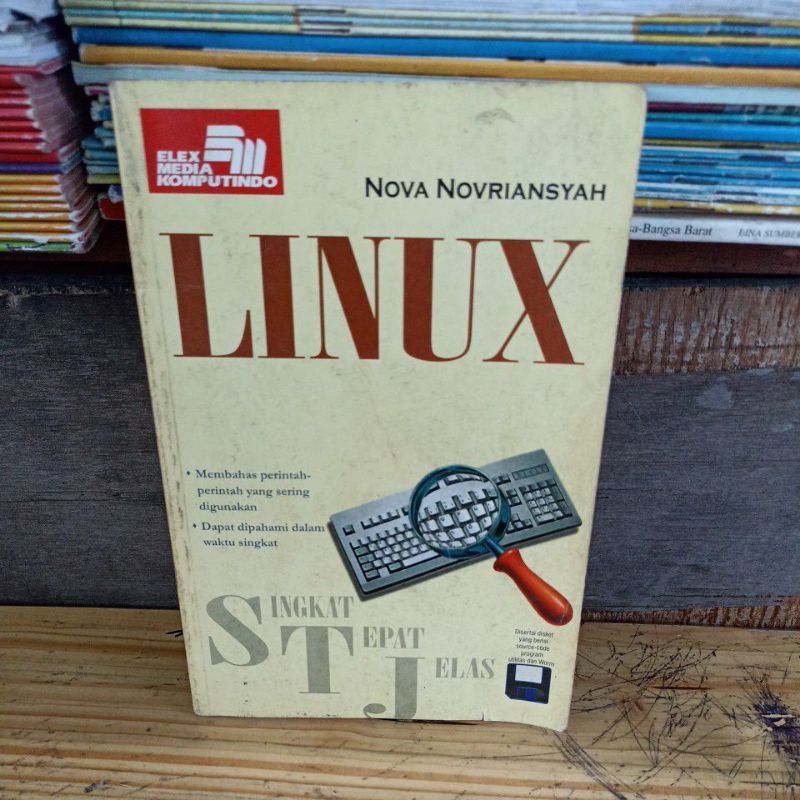 ELEX
MEDIA
KOMPUTINDO
NOVA NOVRIANSYAH
LINUX
• Membahas perintah-
perintah yang sering
digunakan
• Dapat dipahami dalam
waktu singkat
SINGKAT
TEPAT
JELAS
Disertai disket
yang berisi
source-code
program
utilitas dan Worm
a-Bangsa Barat
BINA SUMBER